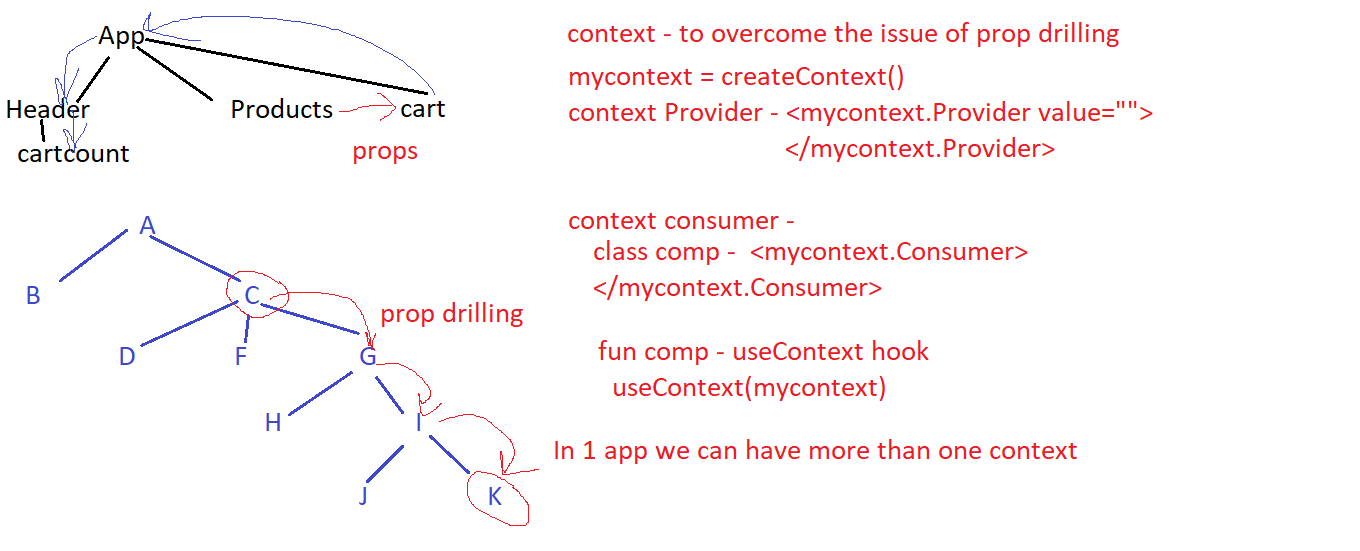 App
Header
Products
cart
cartcount
props
A
B
C
prop drilling
D
F
G
H
I
J
K
context - to overcome the issue of prop drilling
mycontext = createContext()
context Provider - <mycontext.Provider value="">
</mycontext.Provider>
context consumer -
class comp - <mycontext.Consumer>
</mycontext.Consumer>
fun comp - useContext hook
useContext(mycontext)
In 1 app we can have more than one context